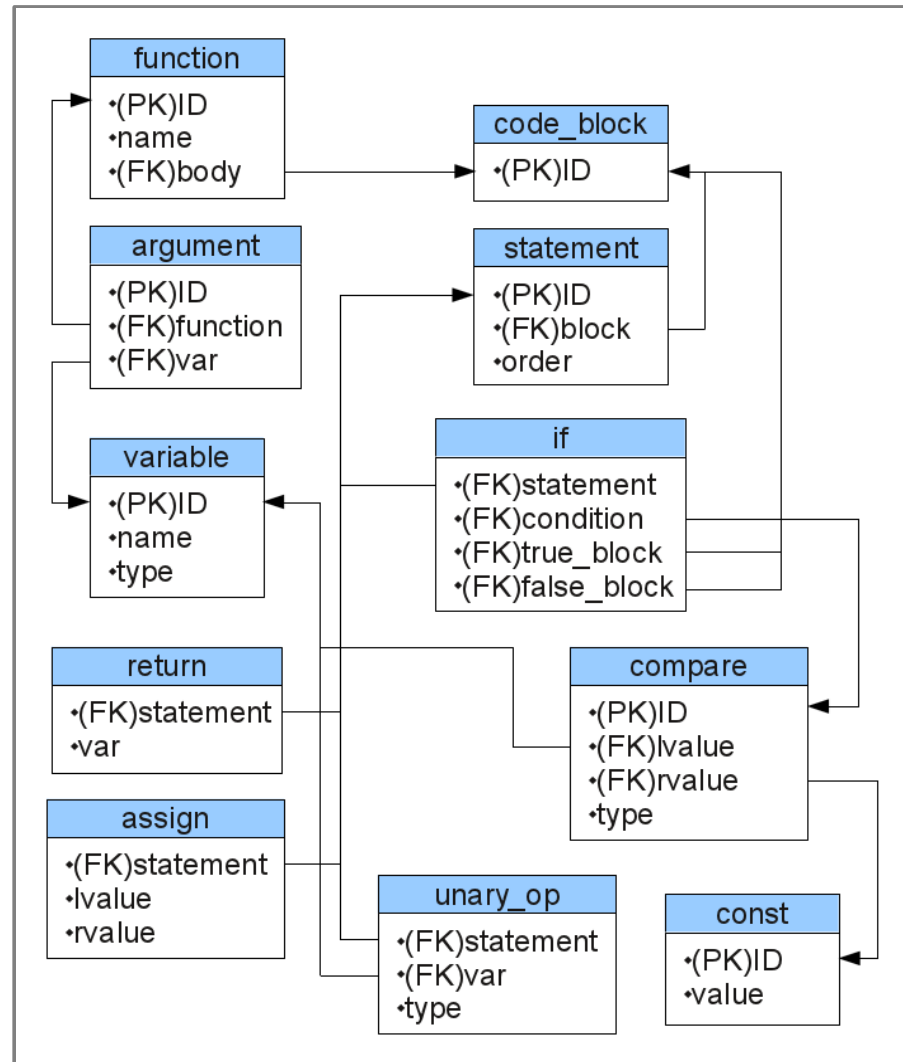 function
(PK)ID
name
(FK)body
code_block
(PK)ID
argument
(PK)ID
(FK)function
(FK)var
statement
(PK)ID
(FK)block
order
variable
(PK)ID
name
type
if
(FK)statement
(FK)condition
(FK)true_block
(FK)false_block
return
(FK)statement
var
compare
(PK)ID
(FK)lvalue
(FK)rvalue
type
assign
(FK)statement
lvalue
rvalue
unary_op
(FK)statement
(FK)var
type
const
(PK)ID
value